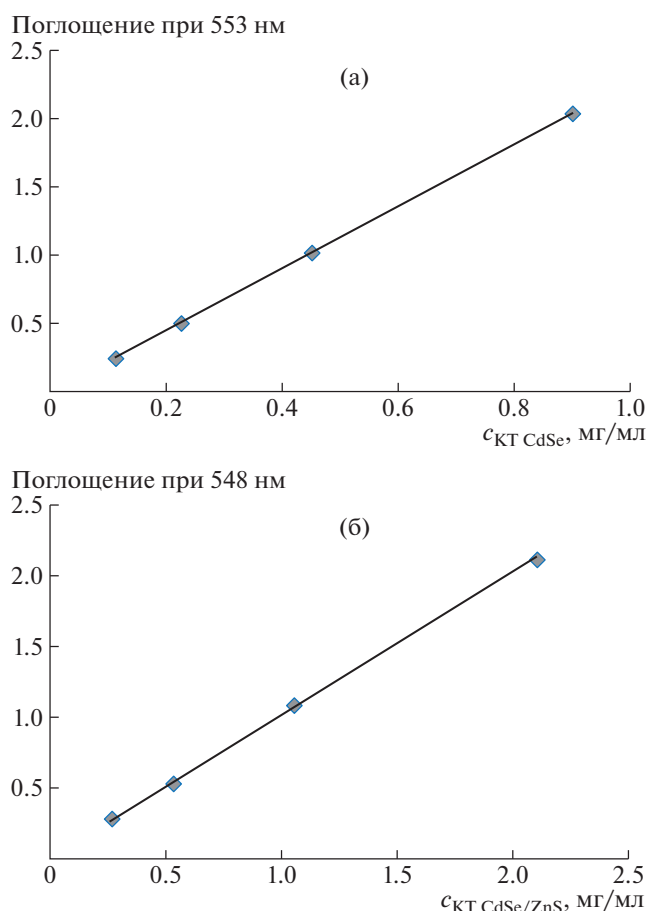 Поглощение при 553 нм
2.5
(а)
2.0
1.5
1.0
0.5
0 0.2 0.4 0.6 0.8 1.0
cКТ CdSe, мг/мл
Поглощение при 548 нм
2.5
(б)
2.0
1.5
1.0
0.5
0 0.5 1.0 1.5 2.0 2.5
cКТ CdSe/ZnS, мг/мл